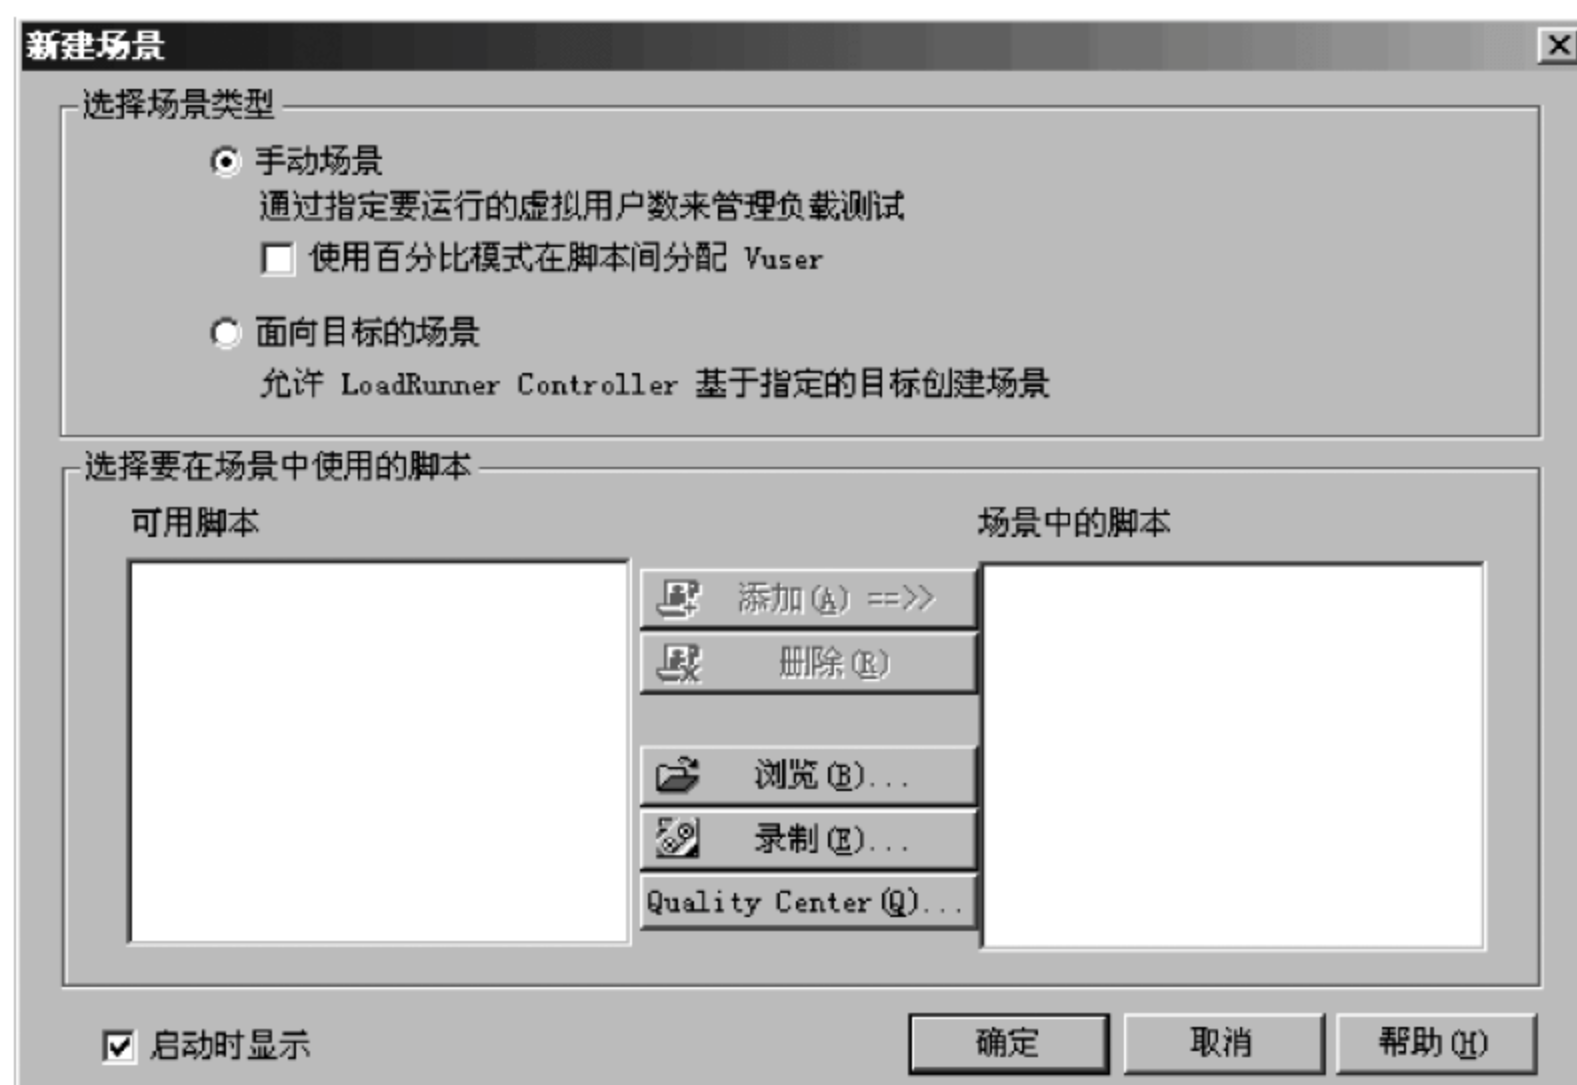 新建场景
选择场景类型
手动场景
通过指定要运行的虚拟用户数来管理负载测试
使用百分比模式在脚本间分配 Vuser
面向目标的场景
允许 LoadRunner Controller 基于指定的目标创建场景
选择要在场景中使用的脚本
可用脚本
场景中的脚本
添加(A) ==>>
删除(R)
浏览(B)...
录制(E)...
Quality Center(Q)...
启动时显示
确定
取消
帮助(H)